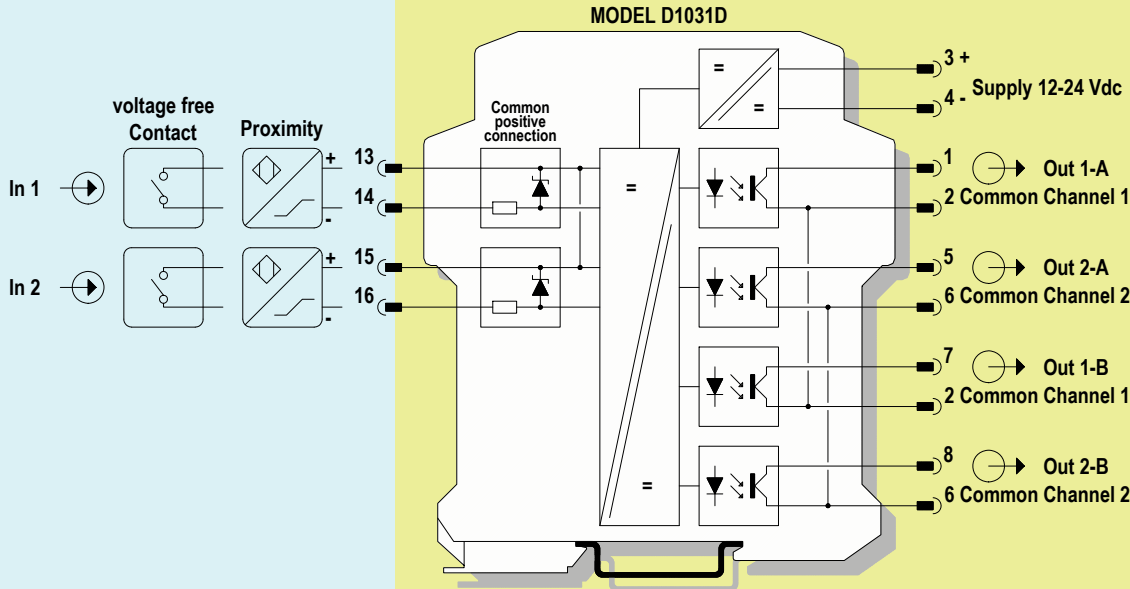 MODEL D1031D
3 +
Supply 12-24 Vdc
4 -
=
=
voltage free
Contact
Proximity
Common
positive
connection
In 1
+
13
14
-
=
1
Out 1-A
2 Common Channel 1
In 2
+
15
16
-
5
Out 2-A
6 Common Channel 2
7
Out 1-B
2 Common Channel 1
=
8
Out 2-B
6 Common Channel 2